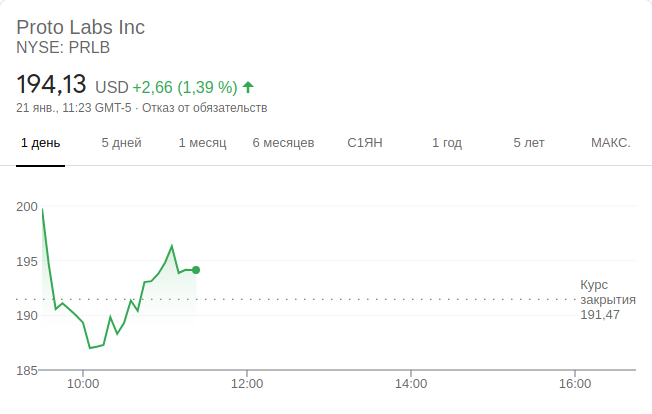 Proto Labs Inc
NYSE: PRLB
194,13 USD +2,66 (1,39 %)
21 янв., 11:23 GMT-5 · Отказ от обязательств
1 день 5 дней 1 месяц 6 месяцев С1ЯН 1 год 5 лет МАКС.
200
195
Курс
закрытия
190 191,47
185
10:00 12:00 14:00 16:00